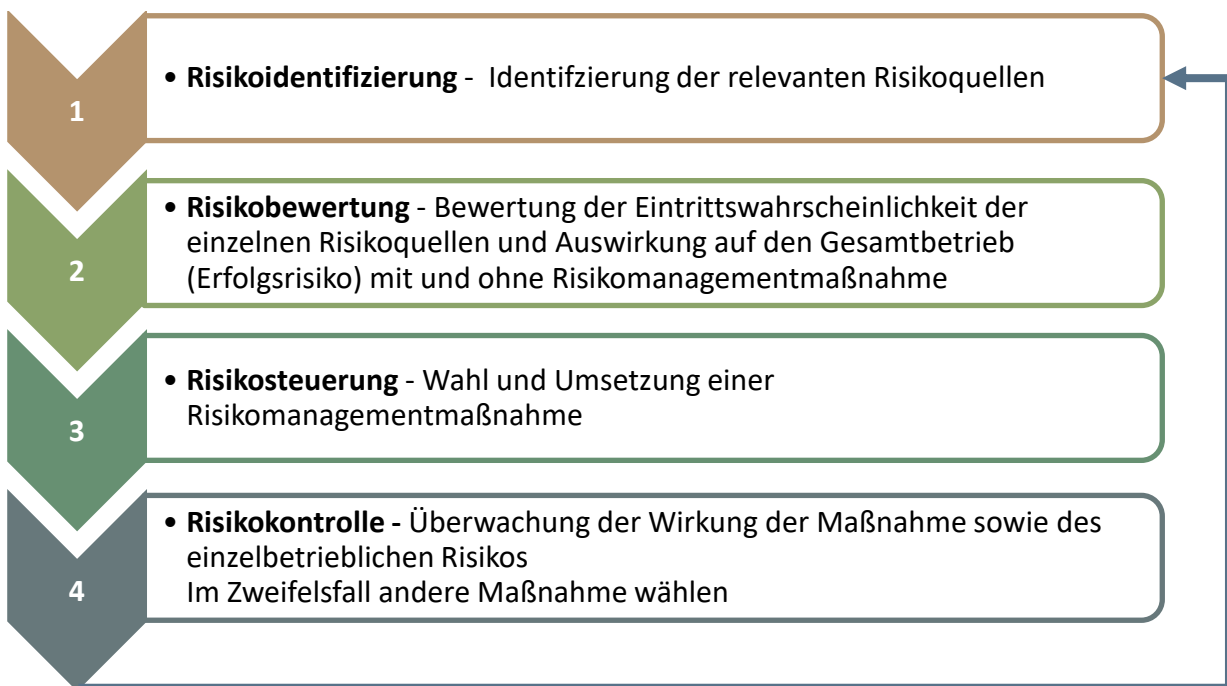 1
• Risikoidentifizierung -  Identifzierung der relevanten Risikoquellen
2
• Risikobewertung - Bewertung der Eintrittswahrscheinlichkeit der
einzelnen Risikoquellen und Auswirkung auf den Gesamtbetrieb
(Erfolgsrisiko) mit und ohne Risikomanagementmaßnahme
3
• Risikosteuerung - Wahl und Umsetzung einer
Risikomanagementmaßnahme
4
• Risikokontrolle - Überwachung der Wirkung der Maßnahme sowie des
einzelbetrieblichen Risikos
Im Zweifelsfall andere Maßnahme wählen